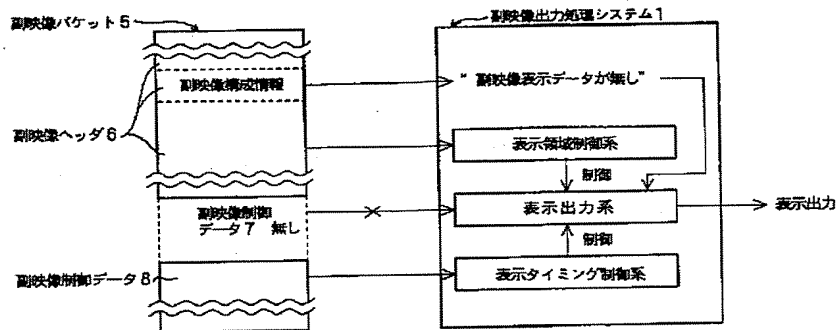 副映像パケット5
副映像出力処理システム1
副映像構成情報
“副映像表示データが無し”
副映像ヘッダ6
表示領域制御系
制御
副映像制御
データ7 無し
表示出力系
表示出力
制御
副映像制御データ8
表示タイミング制御系